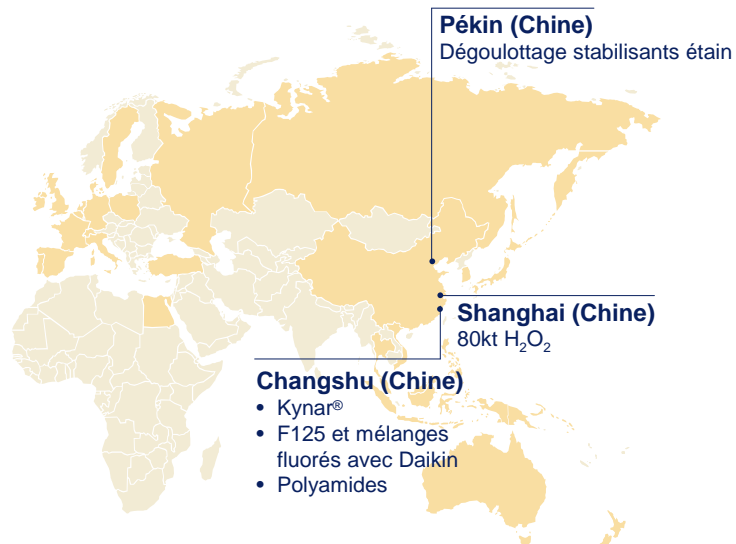 Pékin (Chine)
Dégoulottage stabilisants étain
Shanghai (Chine)
80kt H₂O₂
Changshu (Chine)
• Kynar®
• F125 et mélanges
fluorés avec Daikin
• Polyamides